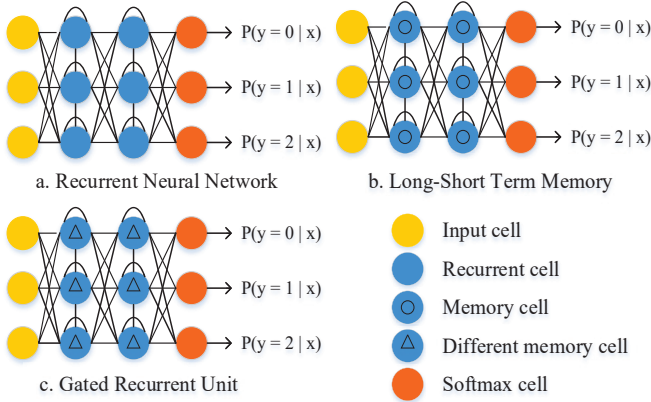 P(y = 0 | x)
P(y = 1 | x)
P(y = 2 | x)
a. Recurrent Neural Network
P(y = 0 | x)
P(y = 1 | x)
P(y = 2 | x)
b. Long-Short Term Memory
P(y = 0 | x)
P(y = 1 | x)
P(y = 2 | x)
c. Gated Recurrent Unit
Input cell
Recurrent cell
Memory cell
Different memory cell
Softmax cell